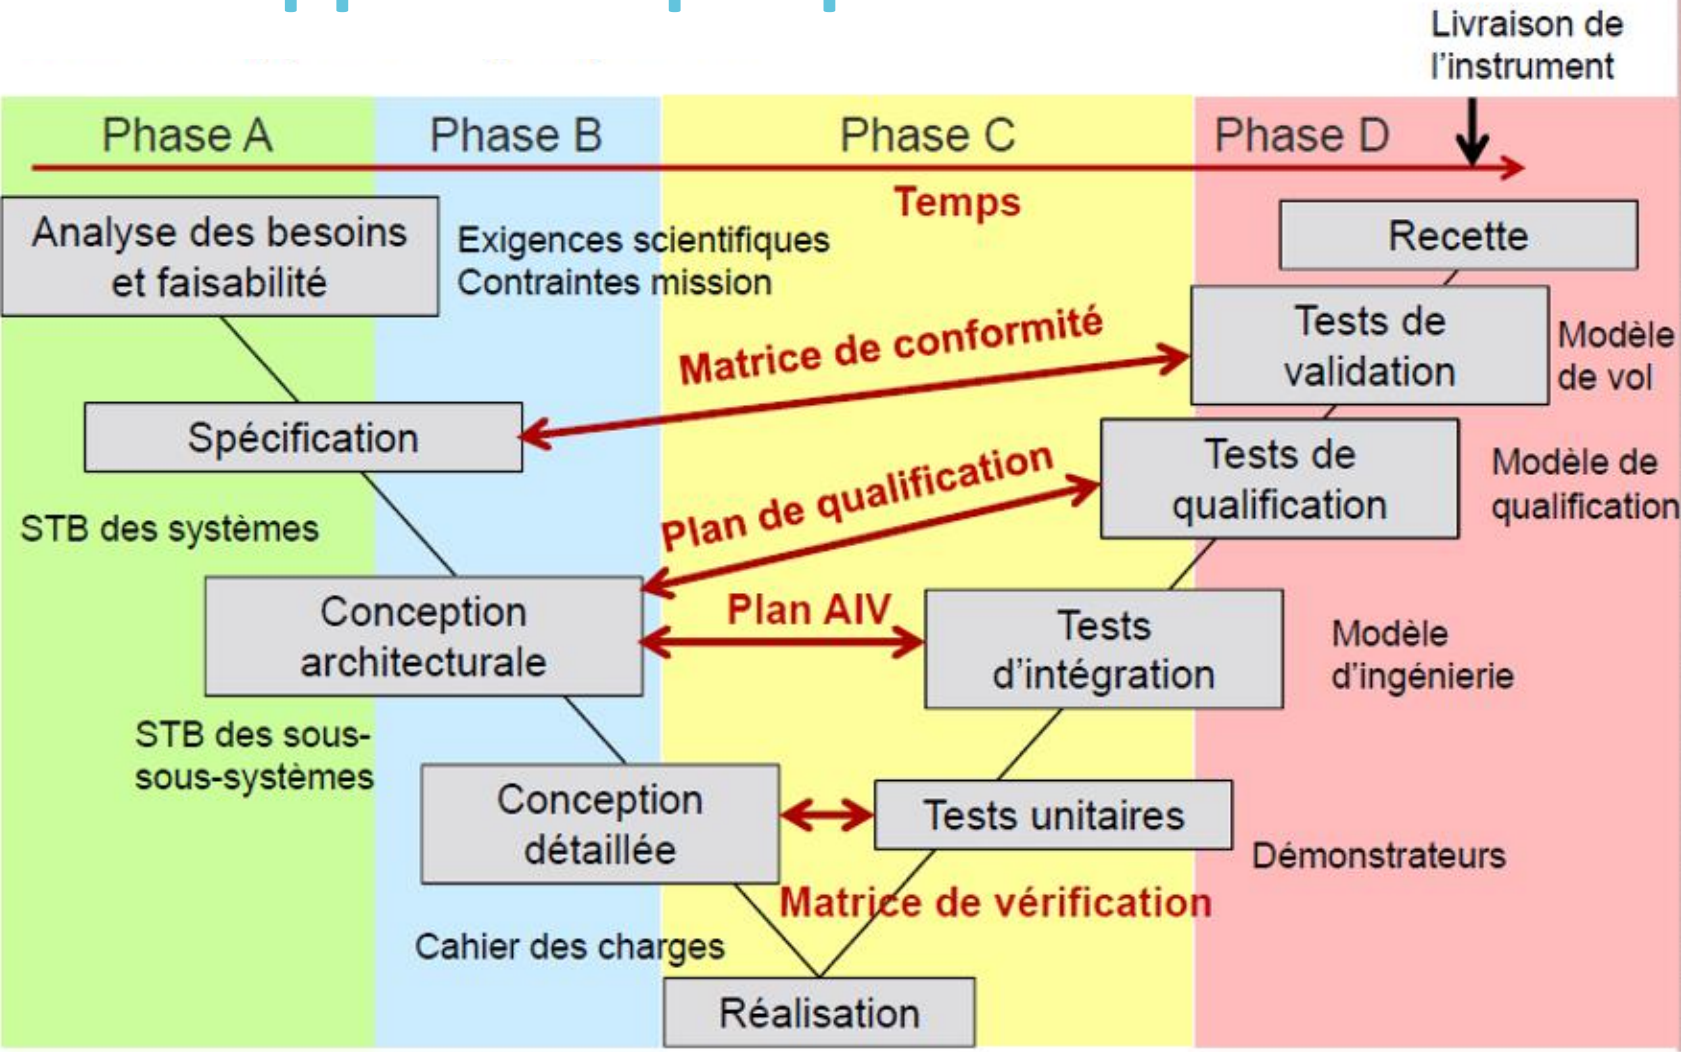 Livraison de
l'instrument
Phase A
Phase B
Phase C
Phase D
Temps
Analyse des besoins
et faisabilité
Exigences scientifiques
Contraintes mission
Recette
Matrice de conformité
Tests de
validation
Modèle
de vol
Spécification
Plan de qualification
Tests de
qualification
Modèle de
qualification
STB des systèmes
Conception
architecturale
Plan AIV
Tests
d'intégration
Modèle
d'ingénierie
STB des sous-
sous-systèmes
Conception
détaillée
Tests unitaires
Démonstrateurs
Matrice de vérification
Cahier des charges
Réalisation